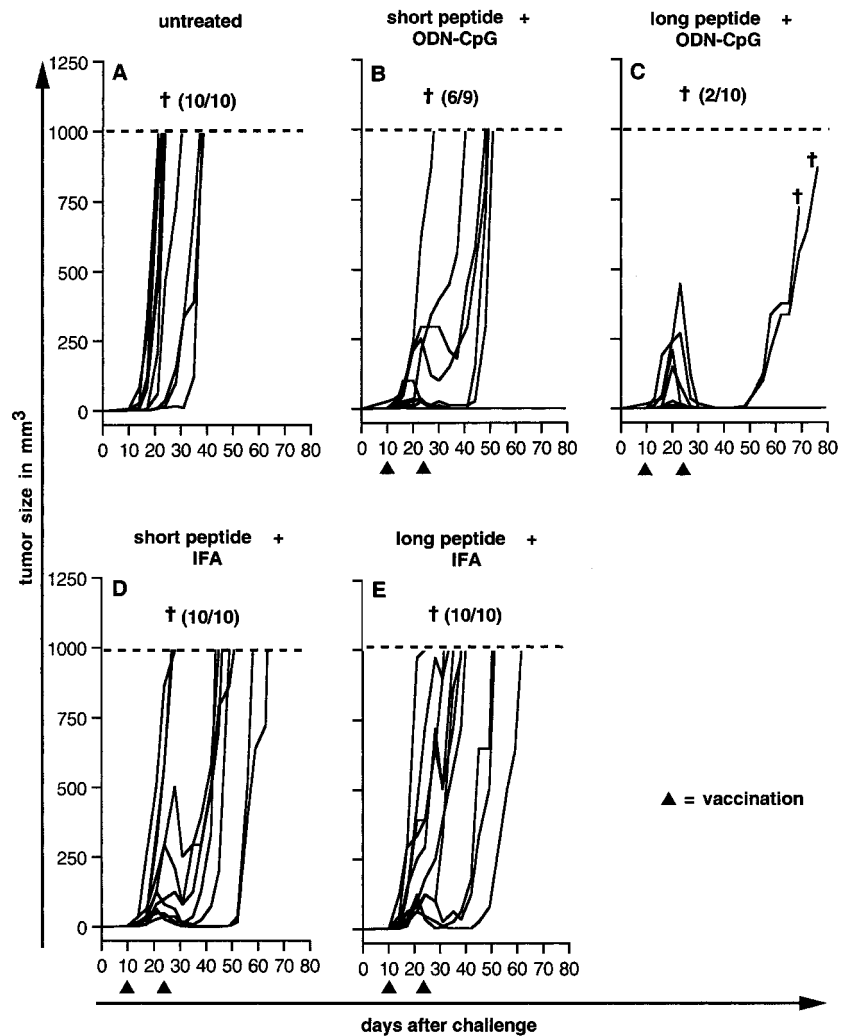 untreated
short peptide +
ODN-CpG
long peptide +
ODN-CpG
A
† (10/10)
1250
1000
750
500
250
0
0 10 20 30 40 50 60 70 80
B
† (6/9)
0 10 20 30 40 50 60 70 80
▲ ▲
C
† (2/10)
†
†
0 10 20 30 40 50 60 70 80
▲ ▲
tumor size in mm³
short peptide +
IFA
long peptide +
IFA
D
† (10/10)
1250
1000
750
500
250
0
0 10 20 30 40 50 60 70 80
▲ ▲
E
† (10/10)
0 10 20 30 40 50 60 70 80
▲ ▲
▲ = vaccination
days after challenge